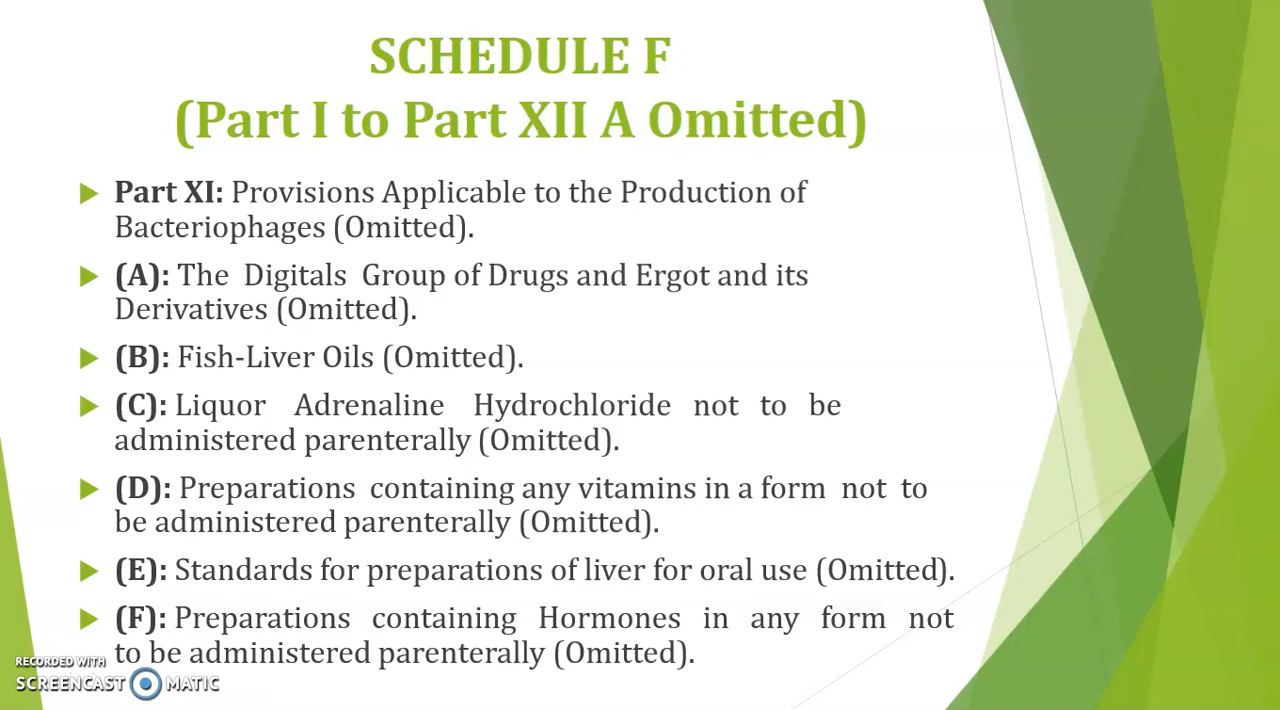 SCHEDULE F
(Part I to Part XII A Omitted)
Part XI: Provisions Applicable to the Production of
Bacteriophages (Omitted).
(A): The Digitals Group of Drugs and Ergot and its
Derivatives (Omitted).
(B): Fish-Liver Oils (Omitted).
(C): Liquor Adrenaline Hydrochloride not to be
administered parenterally (Omitted).
(D): Preparations containing any vitamins in a form not to
be administered parenterally (Omitted).
(E): Standards for preparations of liver for oral use (Omitted).
(F): Preparations containing Hormones in any form not
to be administered parenterally (Omitted).
RECORDED WITH
SCREENCAST MATIC